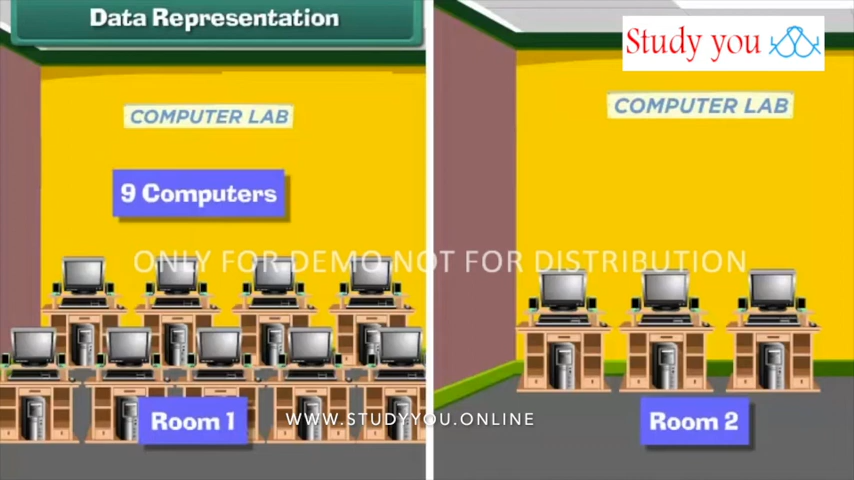 Data Representation
Study you
COMPUTER LAB
COMPUTER LAB
9 Computers
ONLY FOR DEMO NOT FOR DISTRIBUTION
Room 1
WWW.STUDYYOU.ONLINE
Room 2